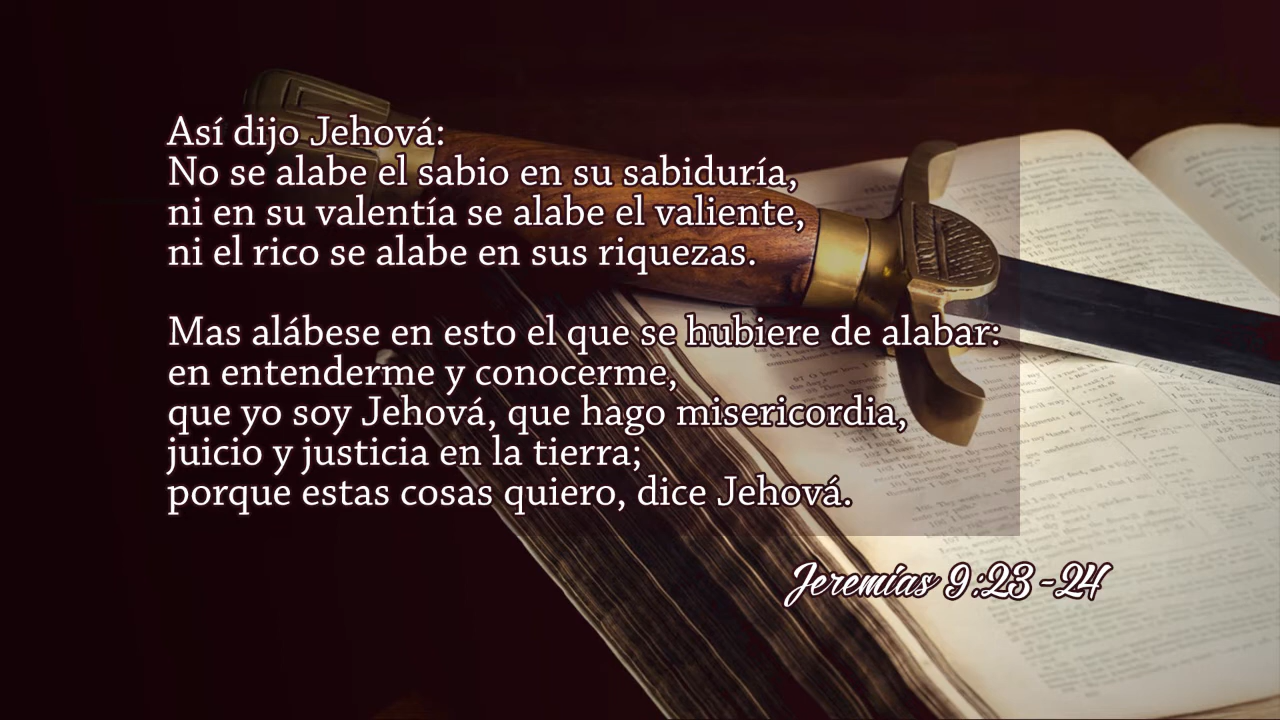 Así dijo Jehová:
No se alabe el sabio en su sabiduría,
ni en su valentía se alabe el valiente,
ni el rico se alabe en sus riquezas.
Mas alábese en esto el que se hubiere de alabar:
en entenderme y conocerme,
que yo soy Jehová, que hago misericordia,
juicio y justicia en la tierra;
porque estas cosas quiero, dice Jehová.
Jeremías 9:23-24